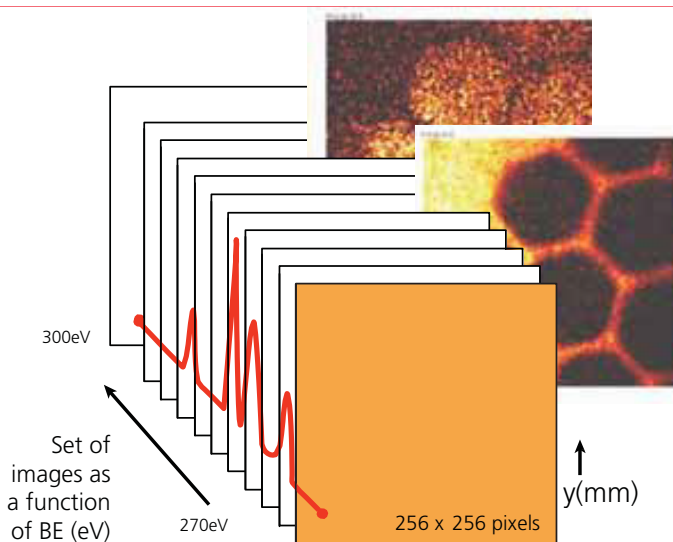 300eV
Set of
images as
a function
of BE (eV)
270eV
256 x 256 pixels
y(mm)